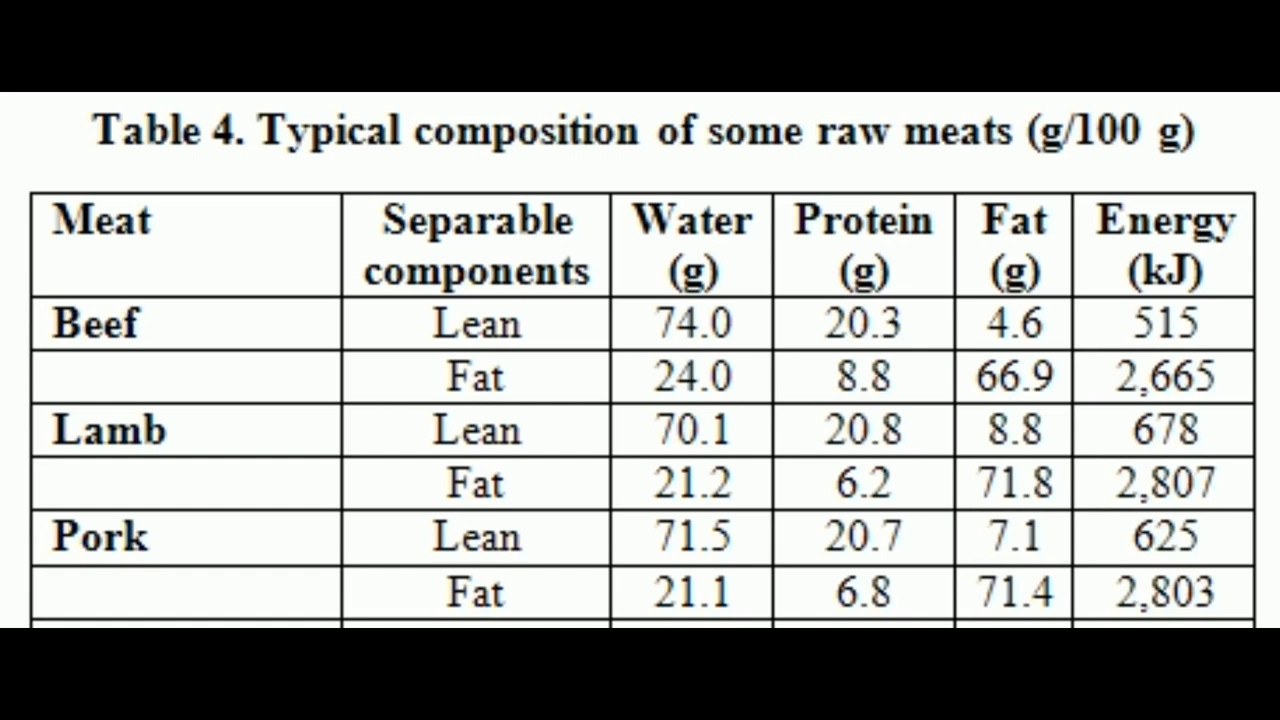 Table 4. Typical composition of some raw meats (g/100 g)
Meat Separable components Water (g) Protein (g) Fat (g) Energy (kJ)
Beef Lean 74.0 20.3 4.6 515
Fat 24.0 8.8 66.9 2,665
Lamb Lean 70.1 20.8 8.8 678
Fat 21.2 6.2 71.8 2,807
Pork Lean 71.5 20.7 7.1 625
Fat 21.1 6.8 71.4 2,803